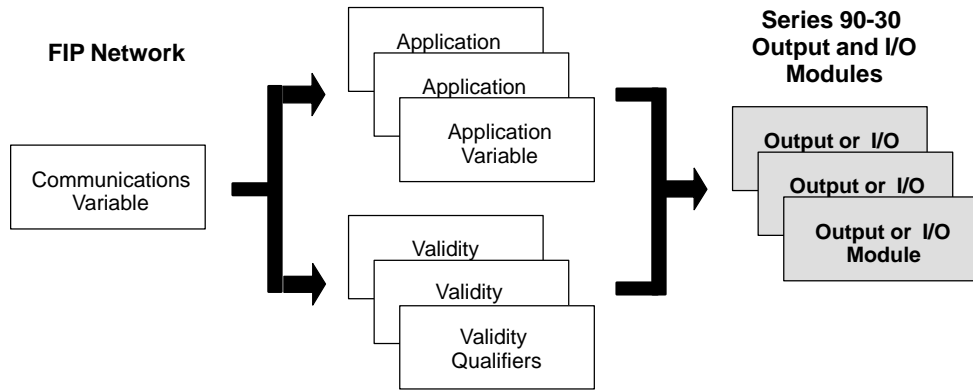 FIP Network
Communications
Variable
Application
Application
Application
Variable
Validity
Validity
Validity
Qualifiers
Series 90-30
Output and I/O
Modules
Output or I/O
Output or I/O
Output or I/O
Module